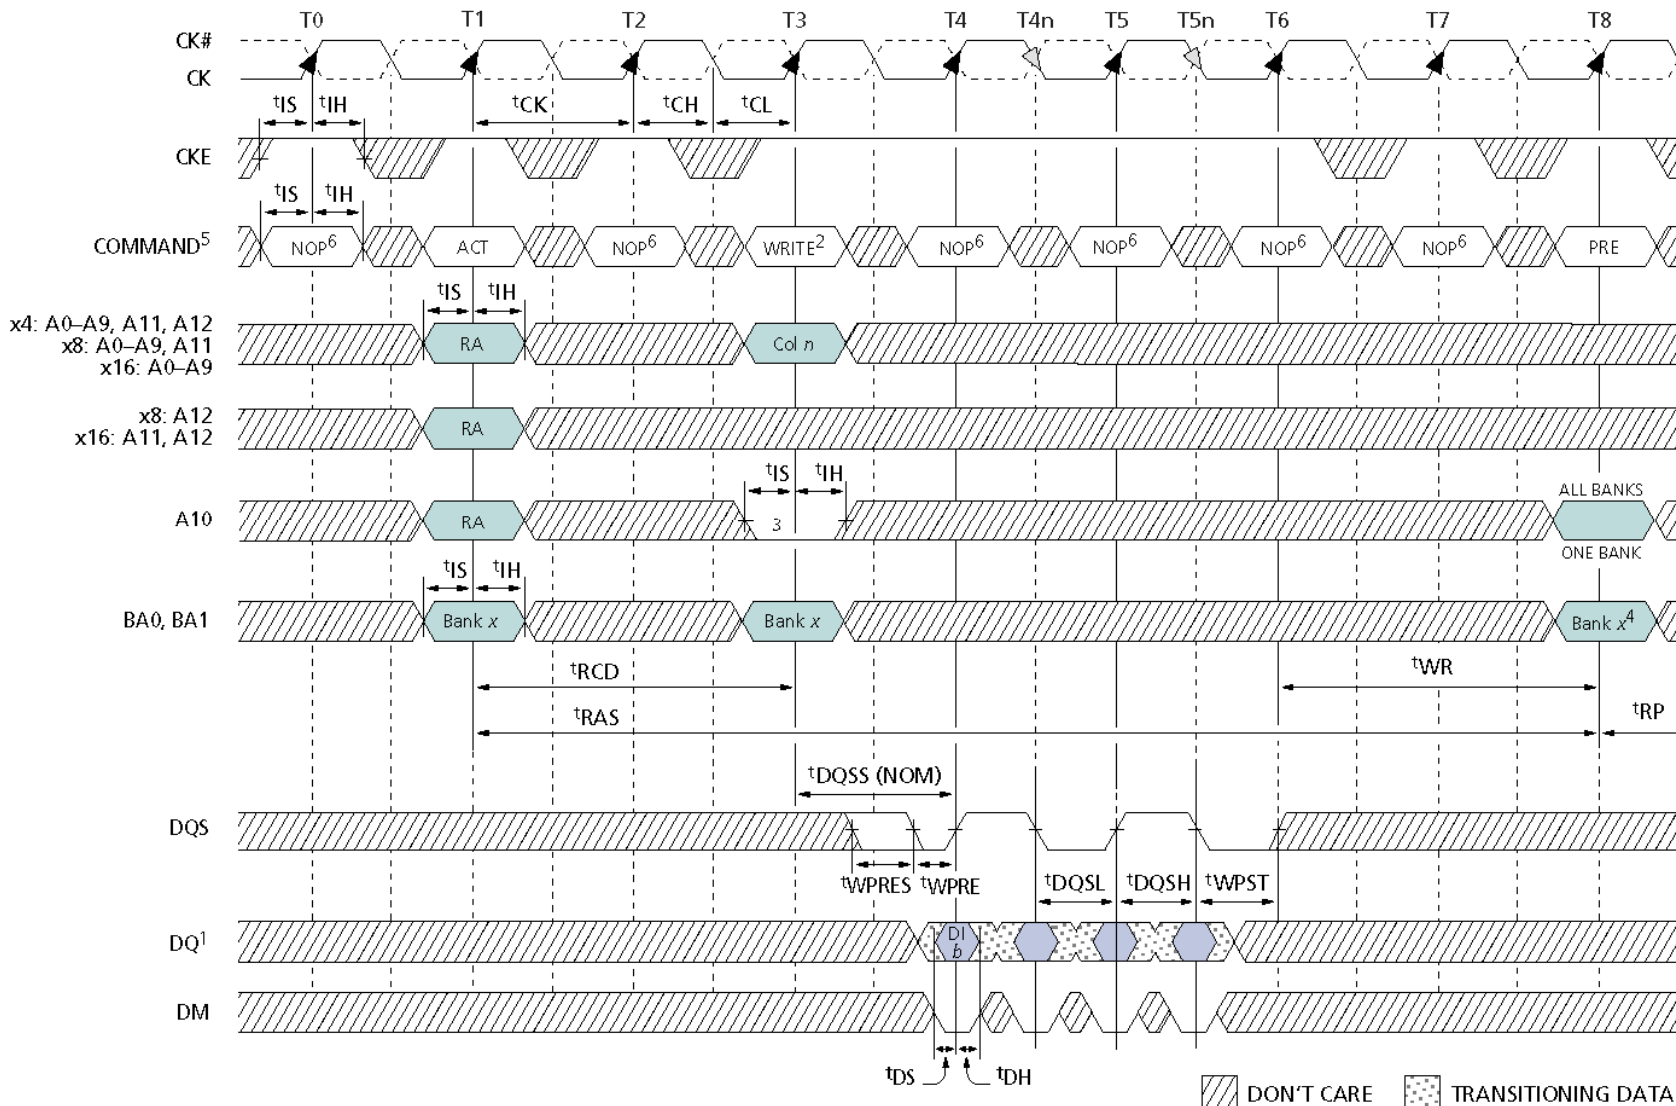 T0 T1 T2 T3 T4 T4n T5 T5n T6 T7 T8
CK#
CK
tIS tIH tCK tCH tCL
CKE
tIS tIH
COMMAND5 NOP6 ACT NOP6 WRITE2 NOP6 NOP6 NOP6 NOP6 PRE
tIS tIH
x4: A0–A9, A11, A12
x8: A0–A9, A11 RA Col n
x16: A0–A9
x8: A12
x16: A11, A12 RA
tIS tIH
ALL BANKS
A10 RA 3
ONE BANK
tIS tIH
BA0, BA1 Bank x Bank x Bank x4
tRCD tWR
tRAS tRP
tDQSS (NOM)
DQS
tWPRES tWPRE tDQSL tDQSH tWPST
DQ1 DI
b
DM
tDS tDH
DON'T CARE TRANSITIONING DATA